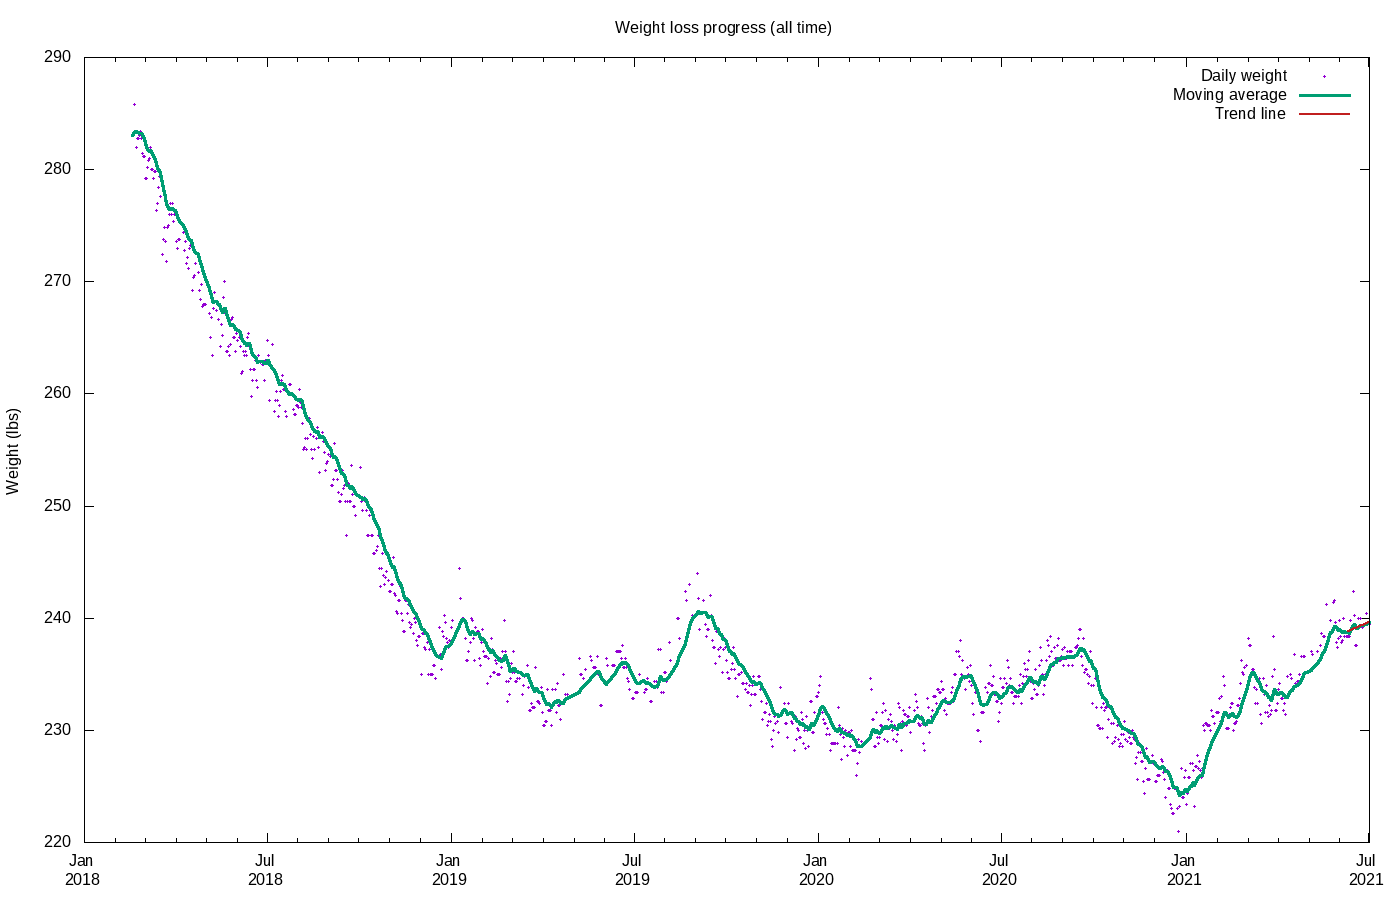 Weight loss progress (all time)
Daily weight
Moving average
Trend line
Weight (lbs)
290
280
270
260
250
240
230
220
Jan Jul Jan Jul Jan Jul Jan Jul
2018 2018 2019 2019 2020 2020 2021 2021